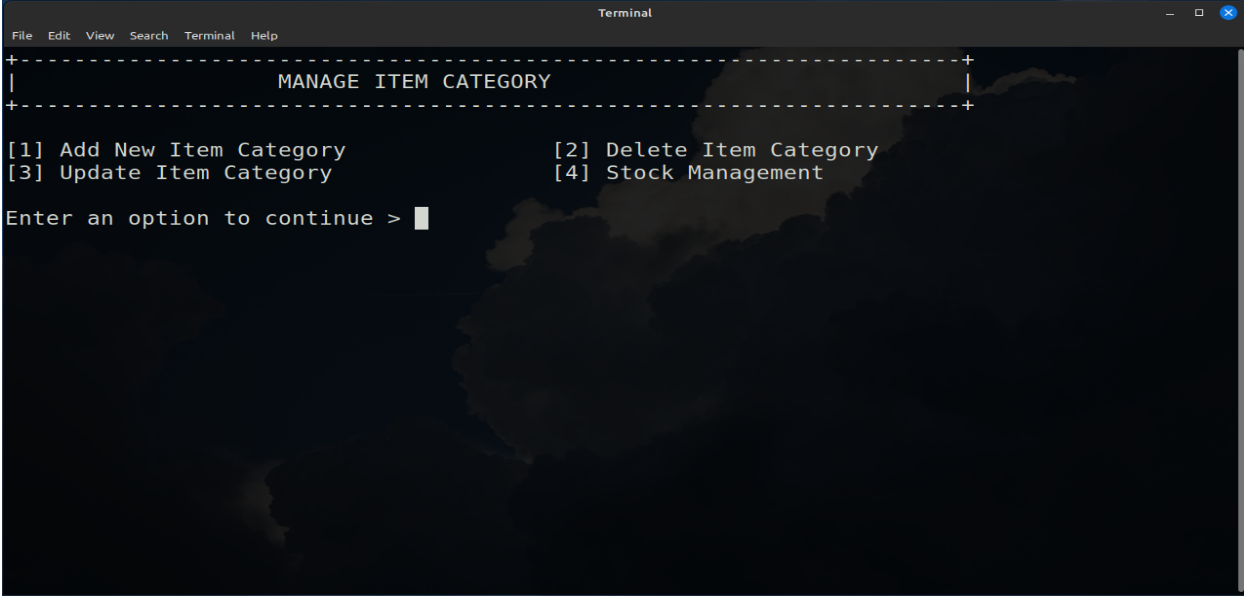 Terminal
File Edit View Search Terminal Help
+---------------------------------------------------------------------+
| MANAGE ITEM CATEGORY |
+---------------------------------------------------------------------+
[1] Add New Item Category [2] Delete Item Category
[3] Update Item Category [4] Stock Management
Enter an option to continue >